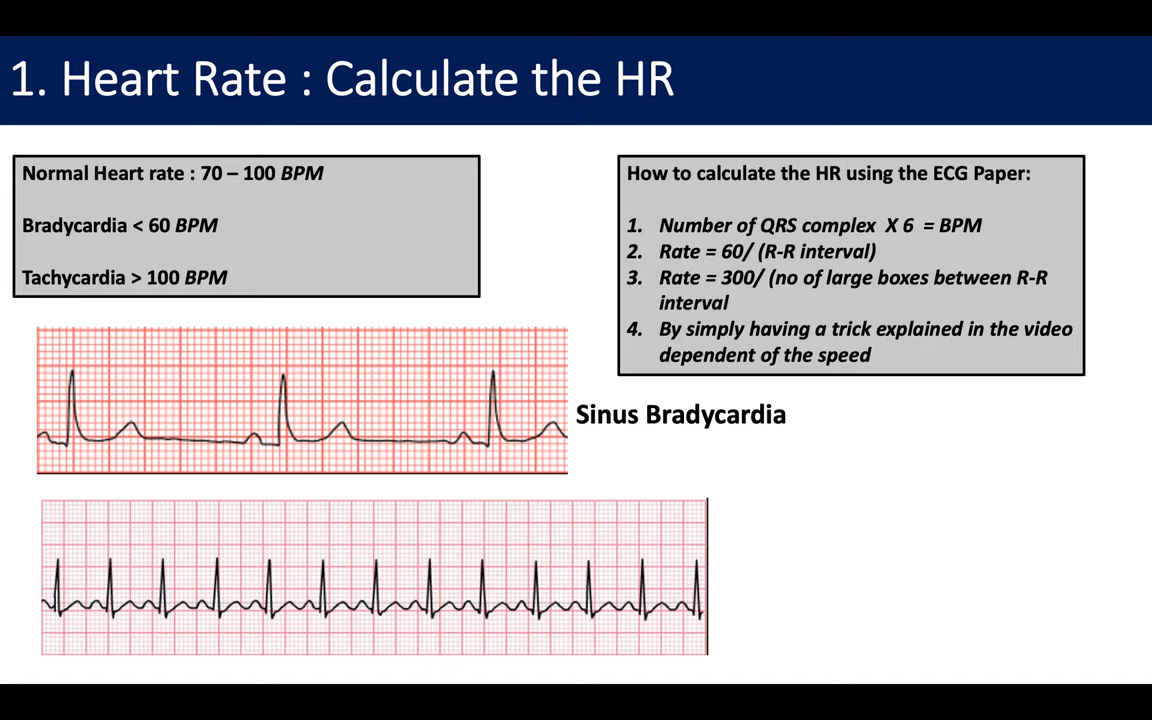 1. Heart Rate : Calculate the HR
Normal Heart rate : 70 – 100 BPM
Bradycardia < 60 BPM
Tachycardia > 100 BPM
How to calculate the HR using the ECG Paper:
1. Number of QRS complex X 6 = BPM
2. Rate = 60/ (R-R interval)
3. Rate = 300/ (no of large boxes between R-R
interval
4. By simply having a trick explained in the video
dependent of the speed
Sinus Bradycardia